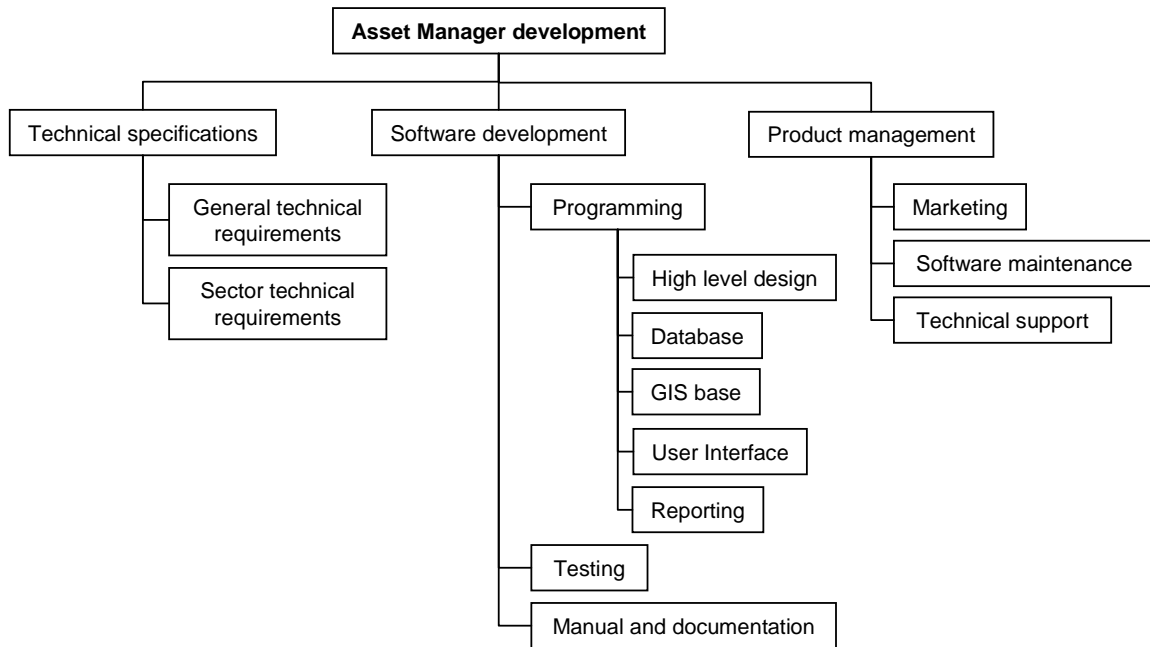 Asset Manager development
Technical specifications
General technical
requirements
Sector technical
requirements
Software development
Programming
High level design
Database
GIS base
User Interface
Reporting
Testing
Manual and documentation
Product management
Marketing
Software maintenance
Technical support